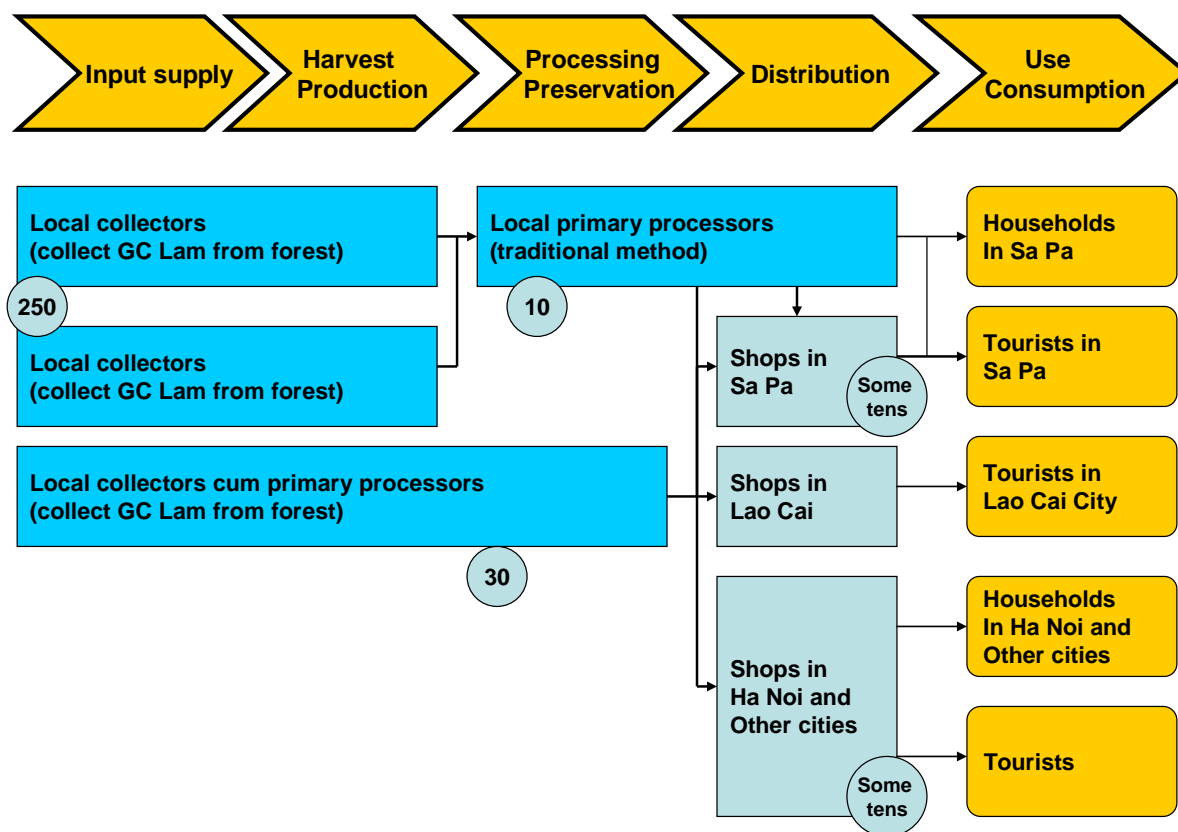 Input supply
Harvest
Production
Processing
Preservation
Distribution
Use
Consumption
Local collectors
(collect GC Lam from forest)
250
Local collectors
(collect GC Lam from forest)
Local primary processors
(traditional method)
10
Households
In Sa Pa
Shops in
Sa Pa
Some
tens
Tourists in
Sa Pa
Local collectors cum primary processors
(collect GC Lam from forest)
30
Shops in
Lao Cai
Tourists in
Lao Cai City
Shops in
Ha Noi and
Other cities
Some
tens
Households
In Ha Noi and
Other cities
Tourists